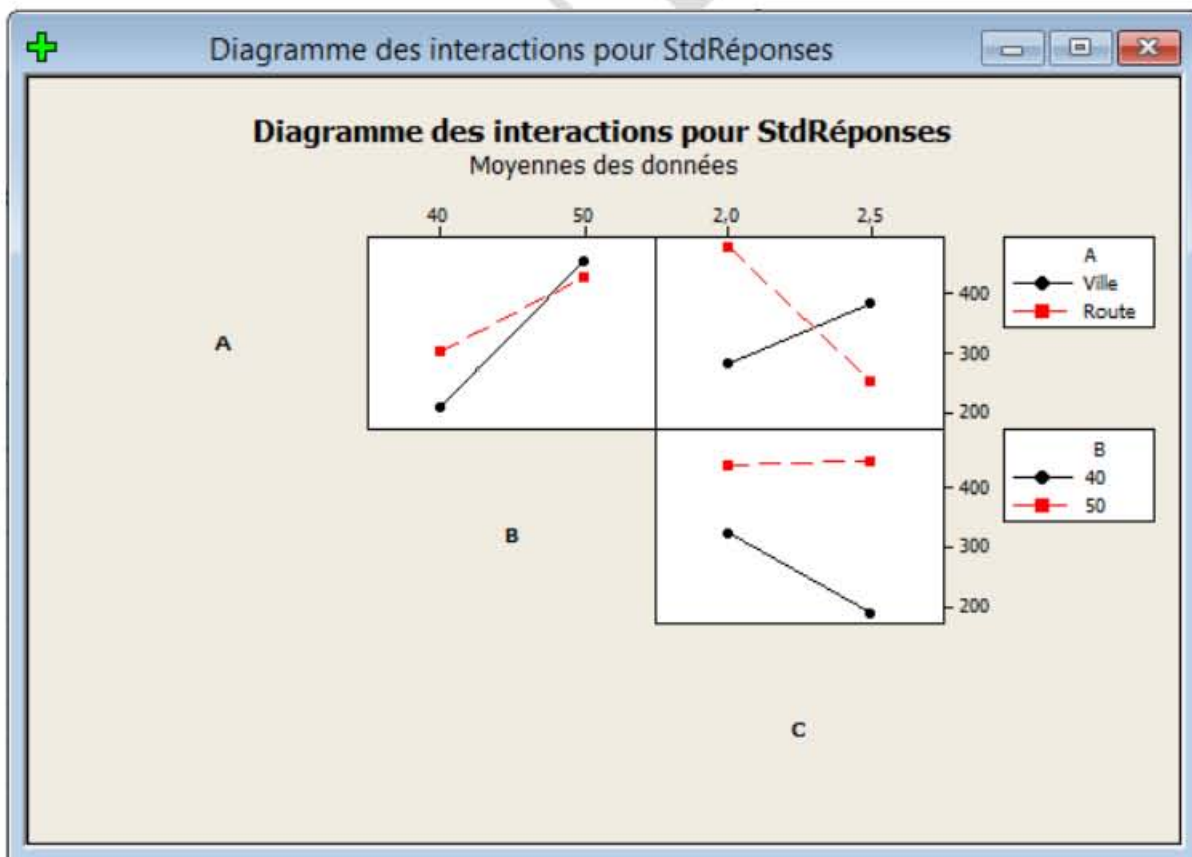 Diagramme des interactions pour StdRéponses
Diagramme des interactions pour StdRéponses
Moyennes des données
40 50 2,0 2,5
A
Ville
Route
400
300
200
A
B
40
50
400
300
200
B
C